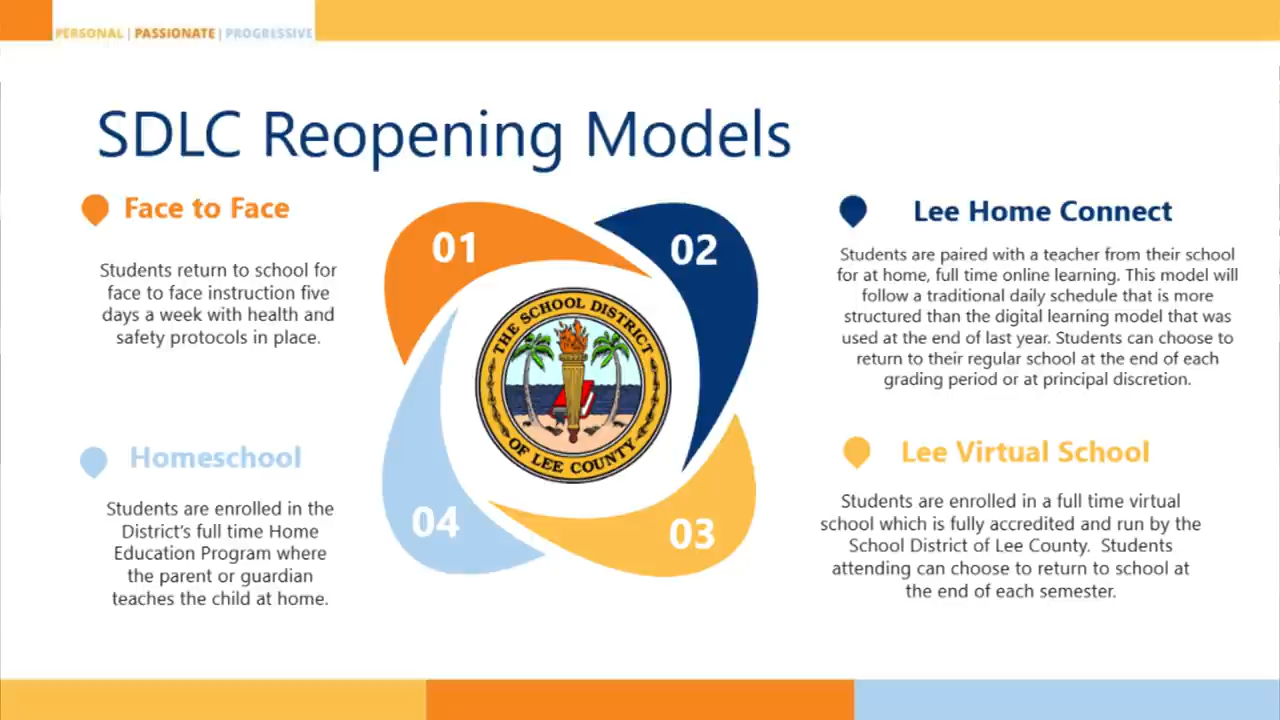 PERSONAL | PASSIONATE | PROGRESSIVE
SDLC Reopening Models
Face to Face
Students return to school for
face to face instruction five
days a week with health and
safety protocols in place.
01
02
03
04
THE SCHOOL DISTRICT
OF LEE COUNTY
Lee Home Connect
Students are paired with a teacher from their school
for at home, full time online learning. This model will
follow a traditional daily schedule that is more
structured than the digital learning model that was
used at the end of last year. Students can choose to
return to their regular school at the end of each
grading period or at principal discretion.
Homeschool
Students are enrolled in the
District's full time Home
Education Program where
the parent or guardian
teaches the child at home.
Lee Virtual School
Students are enrolled in a full time virtual
school which is fully accredited and run by the
School District of Lee County.  Students
attending can choose to return to school at
the end of each semester.